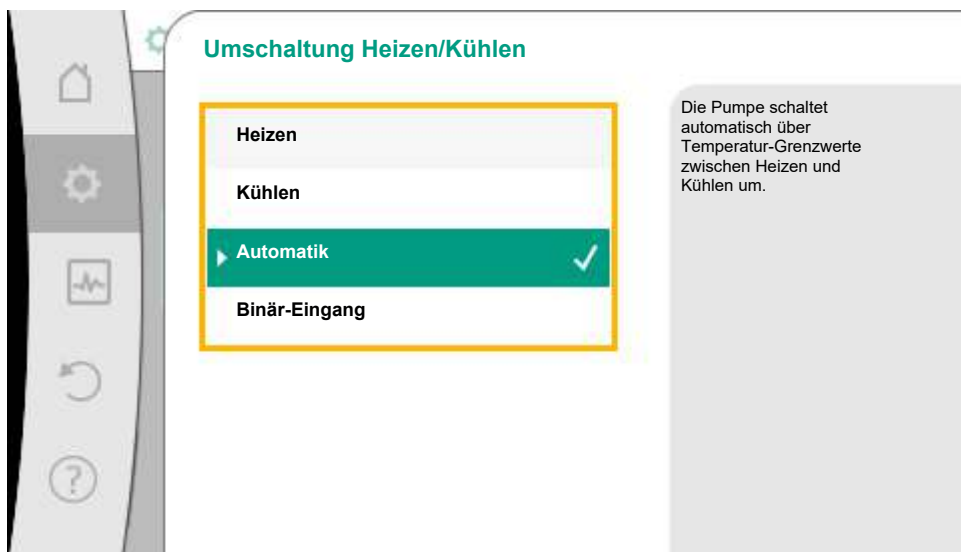 Umschaltung Heizen/Kühlen
Heizen
Kühlen
Automatik
Binär-Eingang
Die Pumpe schaltet
automatisch über
Temperatur-Grenzwerte
zwischen Heizen und
Kühlen um.